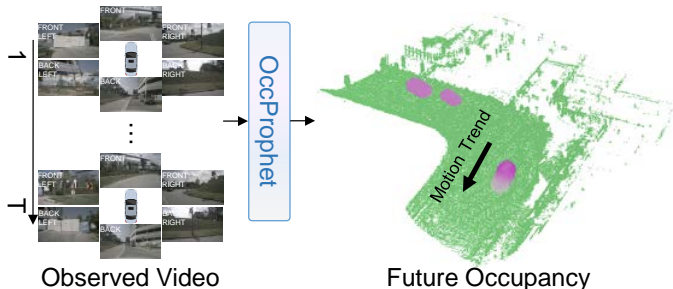 FRONT
FRONT
LEFT
FRONT
RIGHT
1
BACK
LEFT
BACK
BACK
RIGHT
...
FRONT
FRONT
LEFT
FRONT
RIGHT
T
BACK
LEFT
BACK
BACK
RIGHT
OccProphet
Motion Trend
Observed Video
Future Occupancy